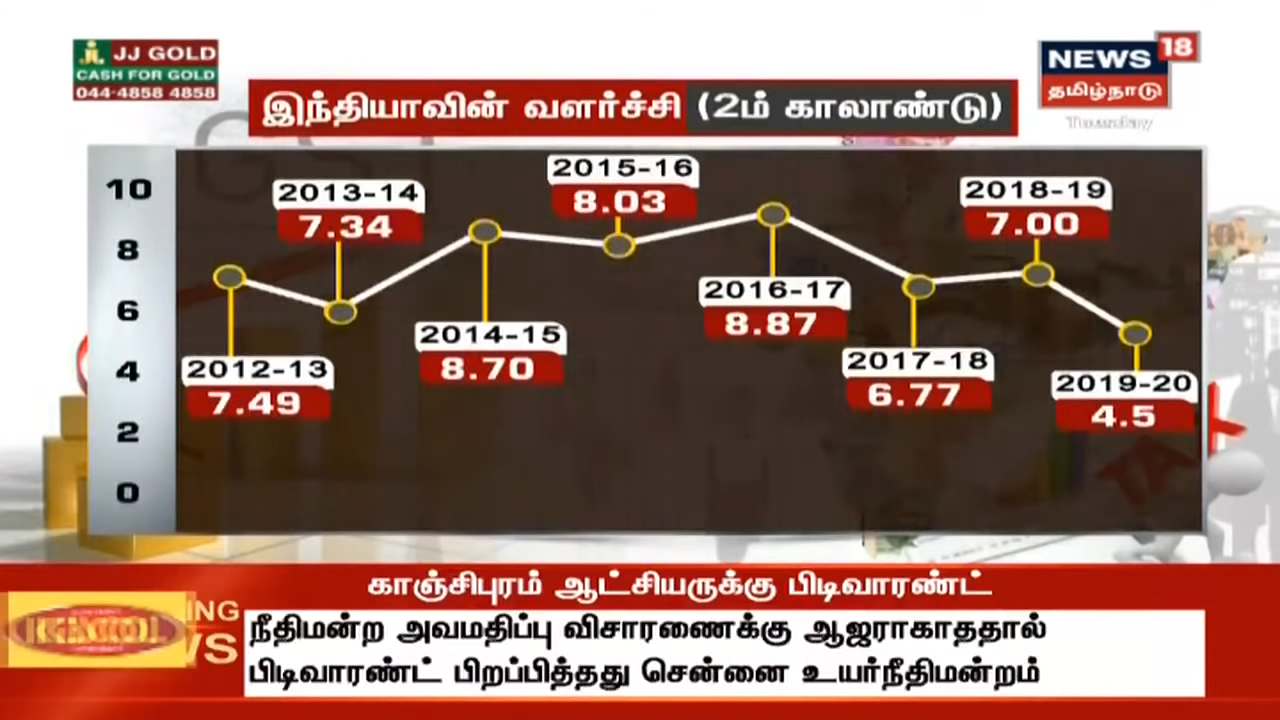 JJ GOLD
CASH FOR GOLD
044-4858 4858
NEWS 18
தமிழ்நாடு
Tuesday
இந்தியாவின் வளர்ச்சி (2ம் காலாண்டு)
10
8
6
4
2
0
2012-13
7.49
2013-14
7.34
2014-15
8.70
2015-16
8.03
2016-17
8.87
2017-18
6.77
2018-19
7.00
2019-20
4.5
TAX
காஞ்சிபுரம் ஆட்சியருக்கு பிடிவாரண்ட்
நீதிமன்ற அவமதிப்பு விசாரணைக்கு ஆஜராகாததால்
பிடிவாரண்ட் பிறப்பித்தது சென்னை உயர்நீதிமன்றம்